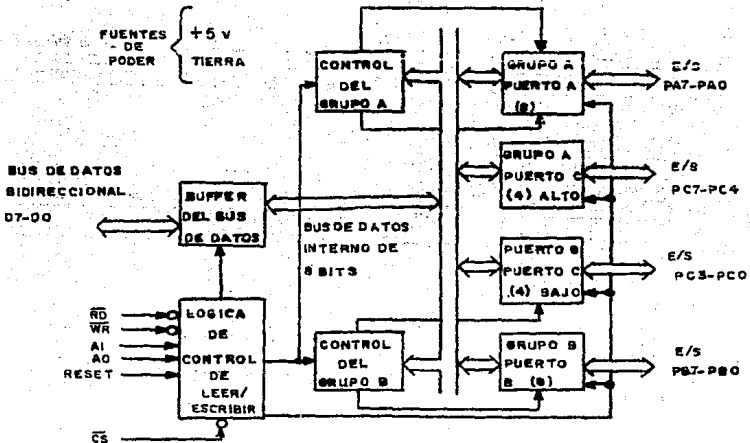 FUENTES
- DE
PODER
+5 V
TIERRA
CONTROL
DEL
GRUPO A
GRUPO A
PUERTO A
(8)
E/S
PA7-PA0
GRUPO A
PUERTO C
(4) ALTO
E/S
PC7-PC4
BUS DE DATOS
BIDIRECCIONAL
D7-D0
BUFFER
DEL BUS
DE DATOS
BUS DE DATOS
INTERNO DE
8 BITS
PUERTO B
PUERTO C
(4) BAJO
E/S
PC3-PC0
RD
WR
A1
A0
RESET
CS
LOGICA
DE
CONTROL
DE
LEER/
ESCRIBIR
CONTROL
DEL
GRUPO B
GRUPO B
PUERTO
B (8)
E/S
PB7-PB0